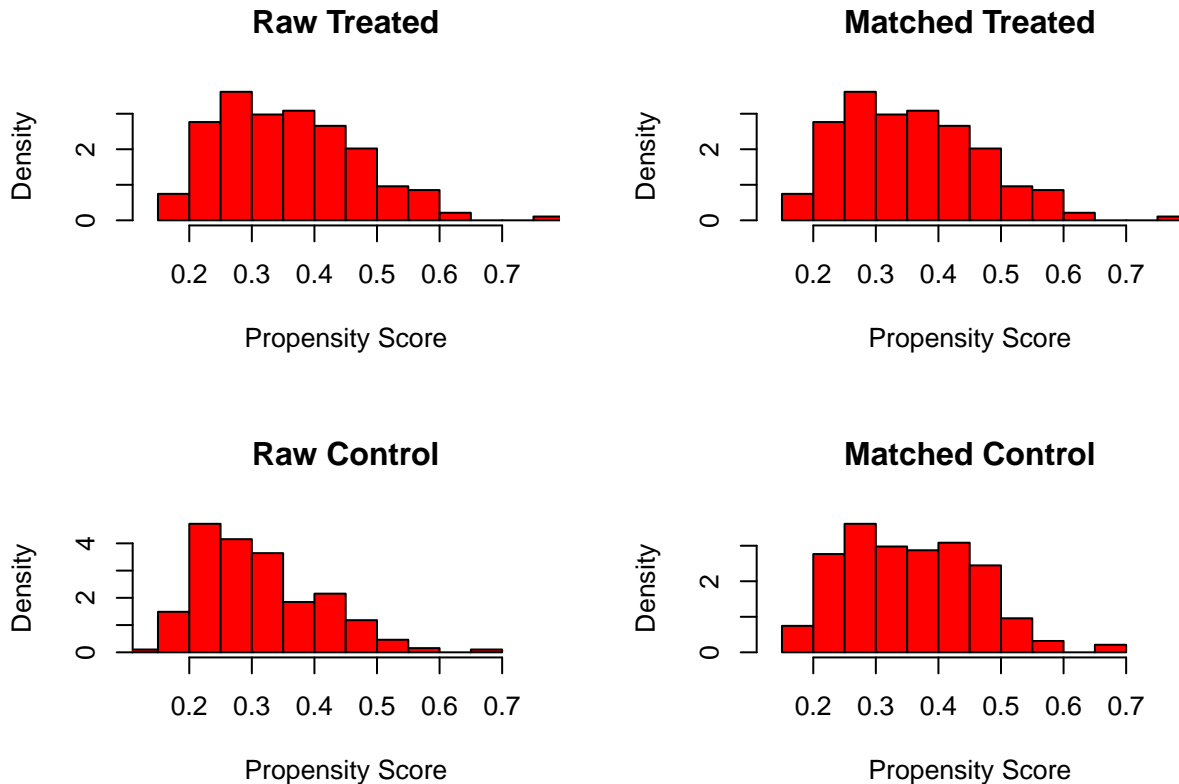 Raw Treated
Density
0 2
0.2 0.3 0.4 0.5 0.6 0.7
Propensity Score
Matched Treated
Density
0 2
0.2 0.3 0.4 0.5 0.6 0.7
Propensity Score
Raw Control
Density
0 2 4
0.2 0.3 0.4 0.5 0.6 0.7
Propensity Score
Matched Control
Density
0 2
0.2 0.3 0.4 0.5 0.6 0.7
Propensity Score